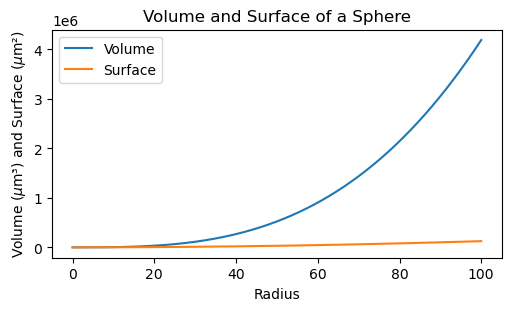 Volume and Surface of a Sphere
1e6
Volume
Surface
Volume (μm³) and Surface (μm²)
4
3
2
1
0
0 20 40 60 80 100
Radius